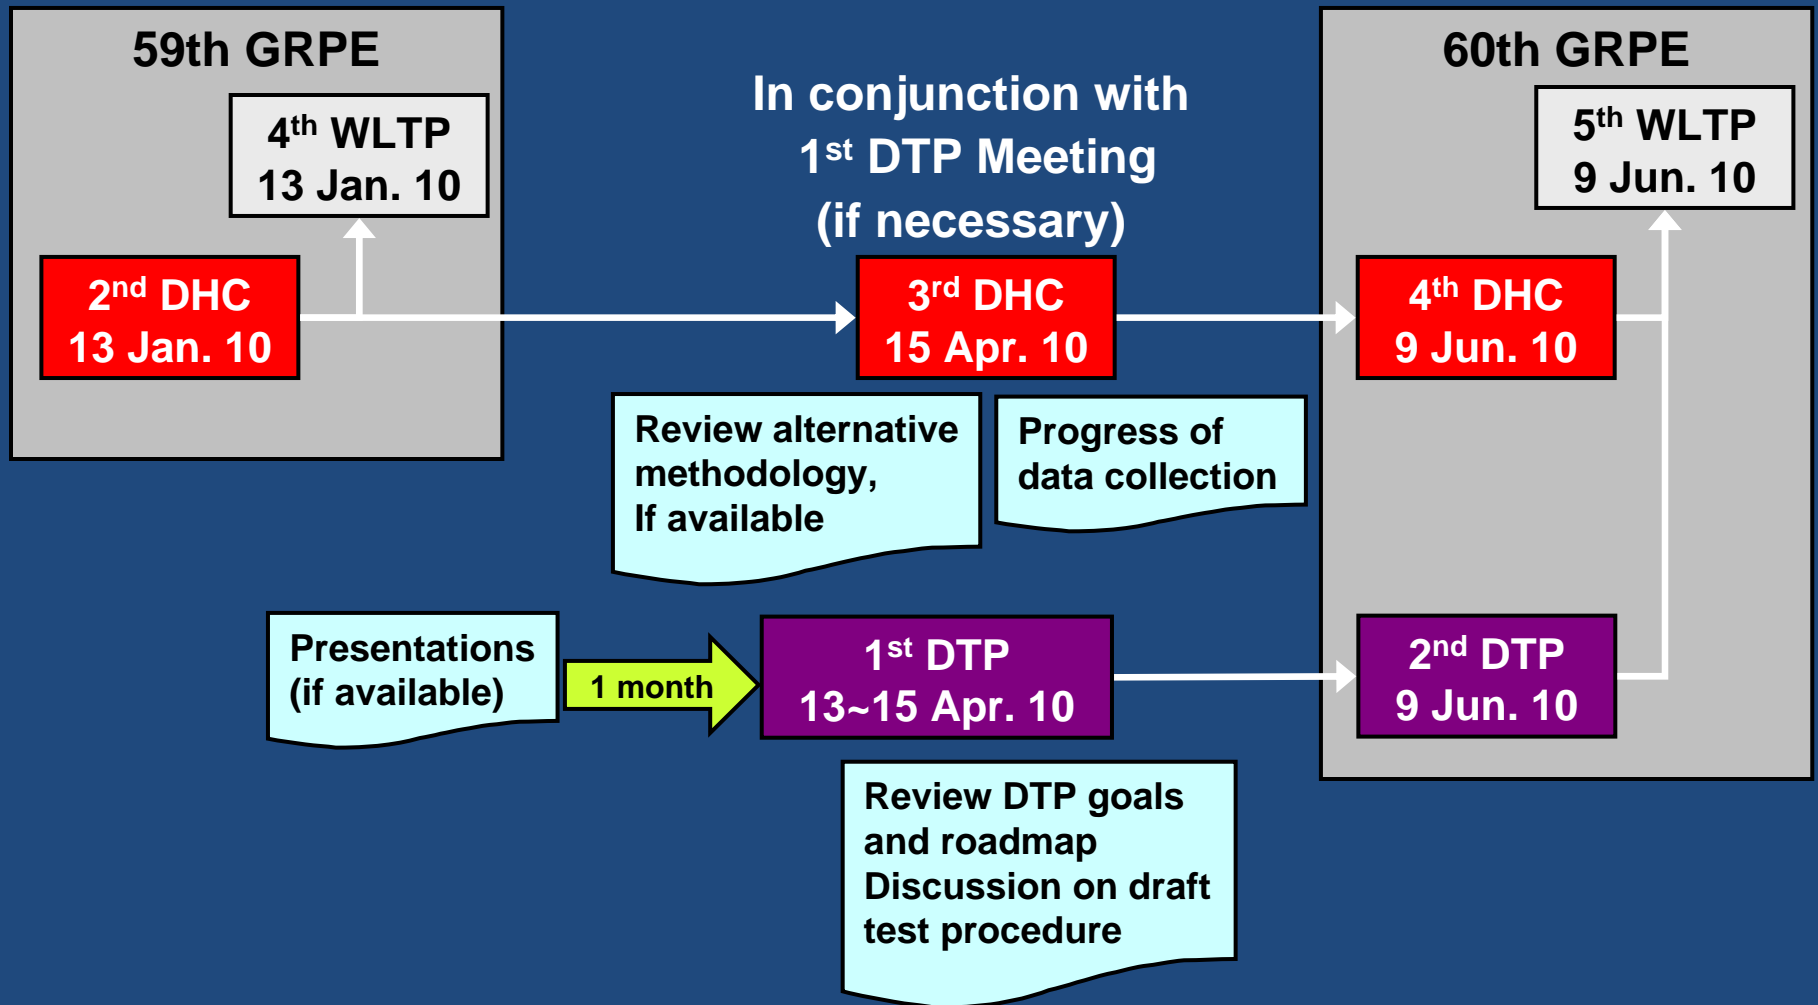 59th GRPE
4th WLTP
13 Jan. 10
2nd DHC
13 Jan. 10
In conjunction with
1st DTP Meeting
(if necessary)
3rd DHC
15 Apr. 10
60th GRPE
5th WLTP
9 Jun. 10
4th DHC
9 Jun. 10
Review alternative
methodology,
If available
Progress of
data collection
Presentations
(if available)
1 month
1st DTP
13~15 Apr. 10
2nd DTP
9 Jun. 10
Review DTP goals
and roadmap
Discussion on draft
test procedure